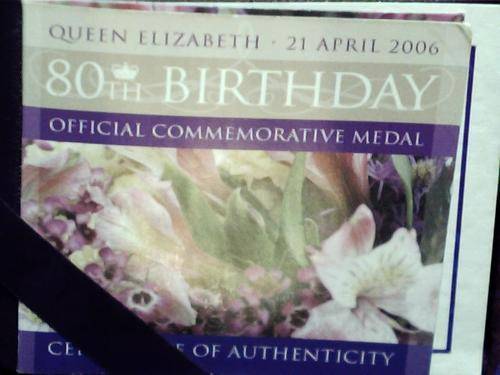 QUEEN ELIZABETH · 21 APRIL 2006
80TH BIRTHDAY
OFFICIAL COMMEMORATIVE MEDAL
OF AUTHENTICITY